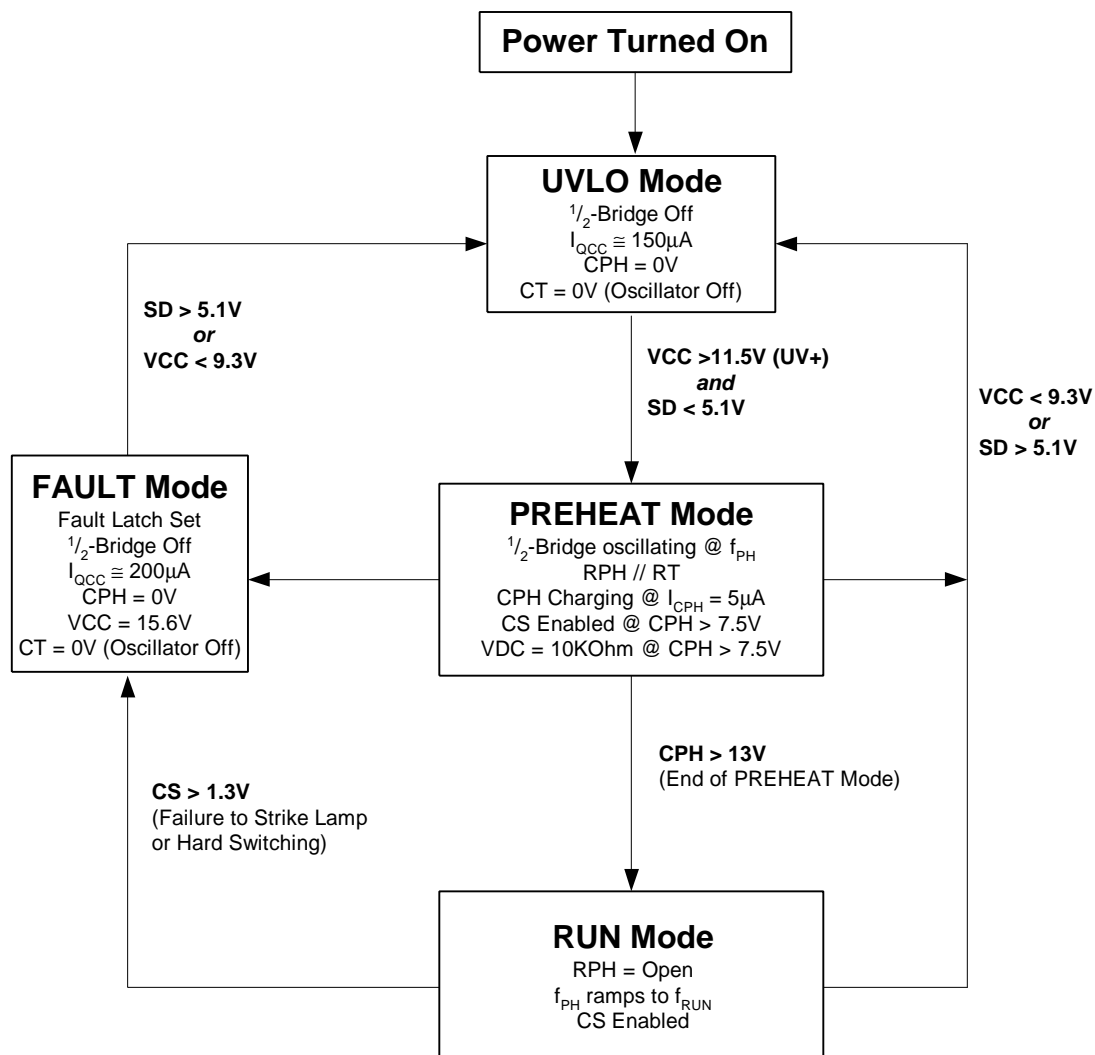 Power Turned On
UVLO Mode
1/2-Bridge Off
IQCC ≅ 150μA
CPH = 0V
CT = 0V (Oscillator Off)
SD > 5.1V
or
VCC < 9.3V
VCC >11.5V (UV+)
and
SD < 5.1V
VCC < 9.3V
or
SD > 5.1V
FAULT Mode
Fault Latch Set
1/2-Bridge Off
IQCC ≅ 200μA
CPH = 0V
VCC = 15.6V
CT = 0V (Oscillator Off)
PREHEAT Mode
1/2-Bridge oscillating @ fPH
RPH // RT
CPH Charging @ ICPH = 5μA
CS Enabled @ CPH > 7.5V
VDC = 10KOhm @ CPH > 7.5V
CPH > 13V
(End of PREHEAT Mode)
CS > 1.3V
(Failure to Strike Lamp
or Hard Switching)
RUN Mode
RPH = Open
fPH ramps to fRUN
CS Enabled